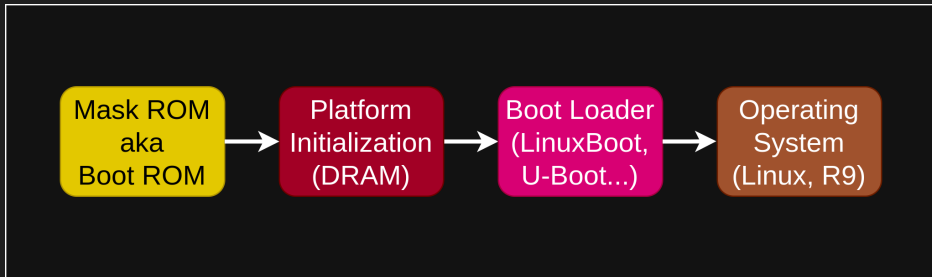 Mask ROM
aka
Boot ROM
Platform
Initialization
(DRAM)
Boot Loader
(LinuxBoot,
U-Boot...)
Operating
System
(Linux, R9)